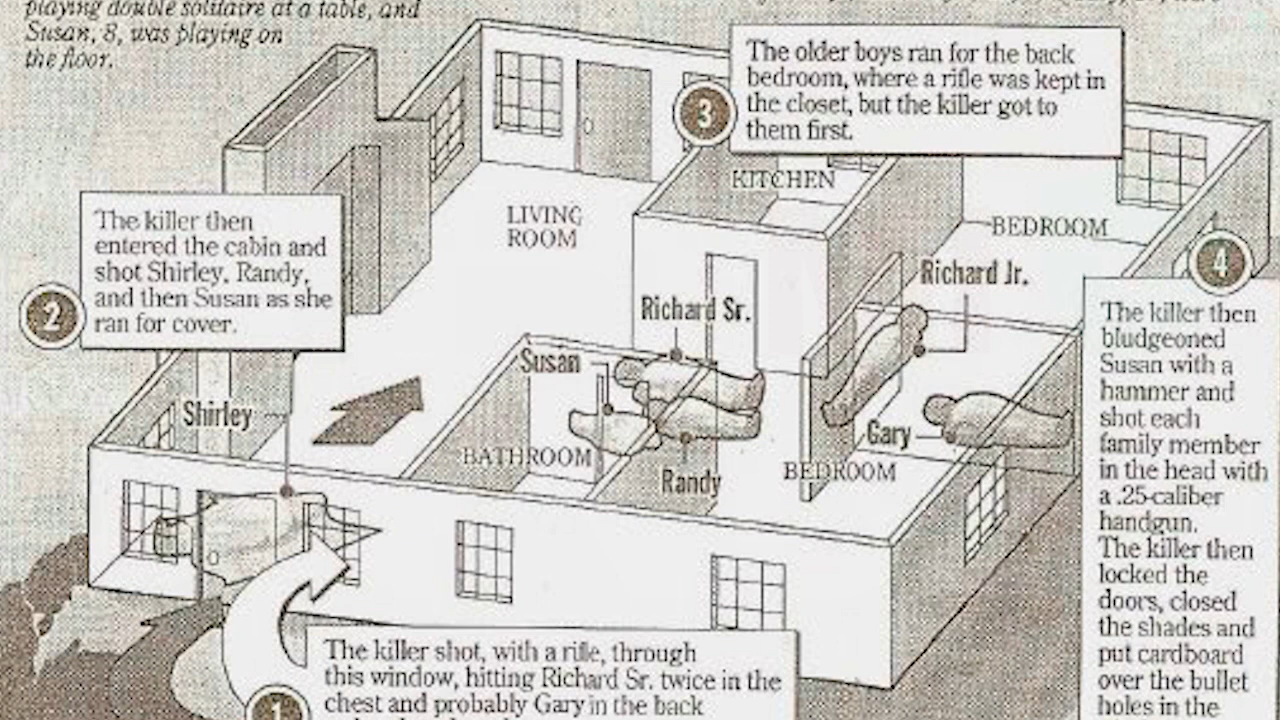 playing double solitaire at a table, and
Susan, 8, was playing on
the floor.
3
The older boys ran for the back
bedroom, where a rifle was kept in
the closet, but the killer got to
them first.
KITCHEN
LIVING
ROOM
BEDROOM
2
The killer then
entered the cabin and
shot Shirley, Randy,
and then Susan as she
ran for cover.
Richard Jr.
Richard Sr.
Susan
Shirley
Gary
BATHROOM
Randy
BEDROOM
4
The killer then
bludgeoned
Susan with a
hammer and
shot each
family member
in the head with
a .25-caliber
handgun.
The killer then
locked the
doors, closed
the shades and
put cardboard
over the bullet
holes in the
1
The killer shot, with a rifle, through
this window, hitting Richard Sr. twice in the
chest and probably Gary in the back